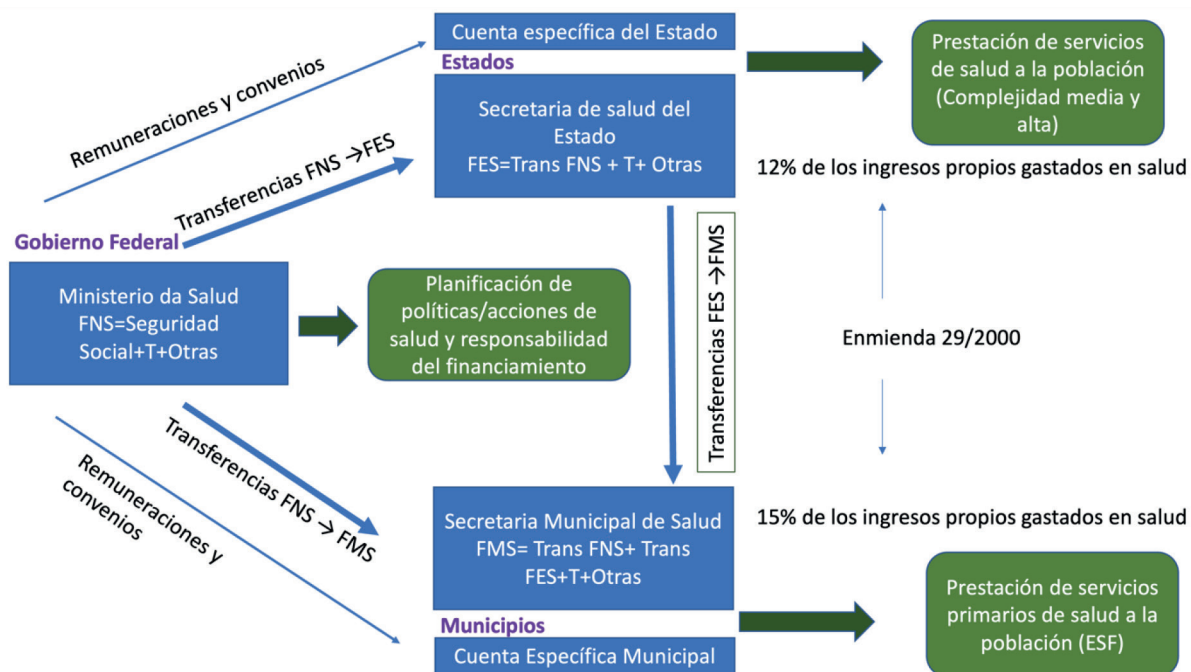 Cuenta específica del Estado
Estados
Secretaria de salud del
Estado
FES=Trans FNS + T+ Otras
Prestación de servicios
de salud a la población
(Complejidad media y
alta)
Remuneraciones y convenios
Transferencias FNS →FES
12% de los ingresos propios gastados en salud
Gobierno Federal
Ministerio da Salud
FNS=Seguridad
Social+T+Otras
Planificación de
políticas/acciones de
salud y responsabilidad
del financiamiento
Transferencias FES →FMS
Enmienda 29/2000
Transferencias FNS → FMS
Remuneraciones y
convenios
Secretaria Municipal de Salud
FMS= Trans FNS+ Trans
FES+T+Otras
15% de los ingresos propios gastados en salud
Municipios
Cuenta Específica Municipal
Prestación de servicios
primarios de salud a la
población (ESF)